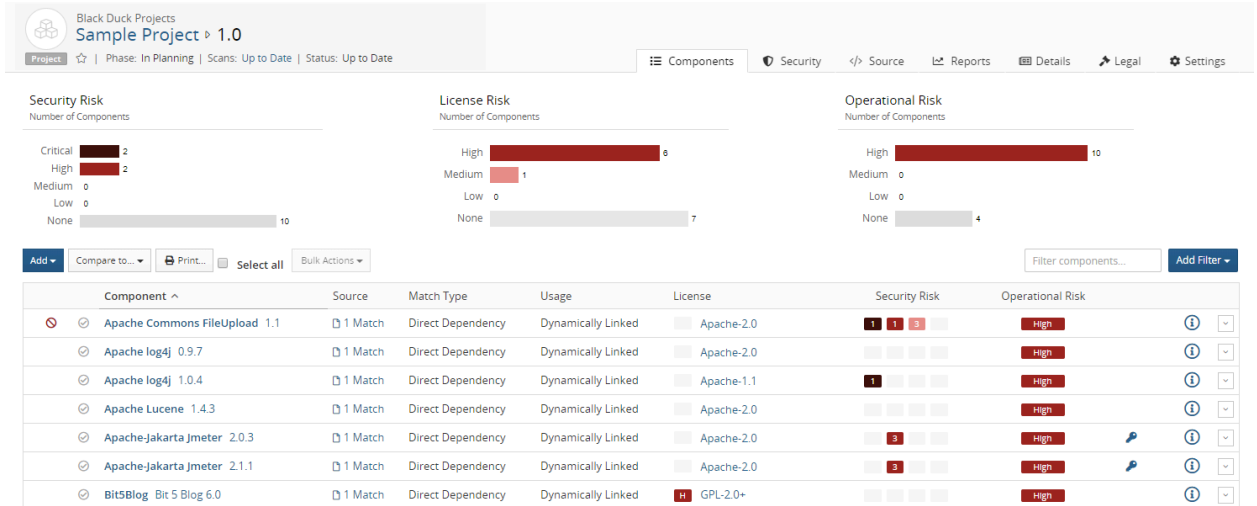 Black Duck Projects
Sample Project ▹ 1.0
Project | Phase: In Planning | Scans: Up to Date | Status: Up to Date
Components Security </> Source Reports Details Legal Settings
Security Risk License Risk Operational Risk
Number of Components Number of Components Number of Components
Critical 2 High 6 High 10
High 2 Medium 1 Medium 0
Medium 0 Low 0 Low 0
Low 0 None 7 None 4
None 10
Add Compare to... Print... Select all Bulk Actions Filter components... Add Filter
Component Source Match Type Usage License Security Risk Operational Risk
Apache Commons FileUpload 1.1 1 Match Direct Dependency Dynamically Linked Apache-2.0 1 1 3 High
Apache log4j 0.9.7 1 Match Direct Dependency Dynamically Linked Apache-2.0 High
Apache log4j 1.0.4 1 Match Direct Dependency Dynamically Linked Apache-1.1 1 High
Apache Lucene 1.4.3 1 Match Direct Dependency Dynamically Linked Apache-2.0 High
Apache-Jakarta Jmeter 2.0.3 1 Match Direct Dependency Dynamically Linked Apache-2.0 3 High
Apache-Jakarta Jmeter 2.1.1 1 Match Direct Dependency Dynamically Linked Apache-2.0 3 High
Bit5Blog Bit 5 Blog 6.0 1 Match Direct Dependency Dynamically Linked H GPL-2.0+ High